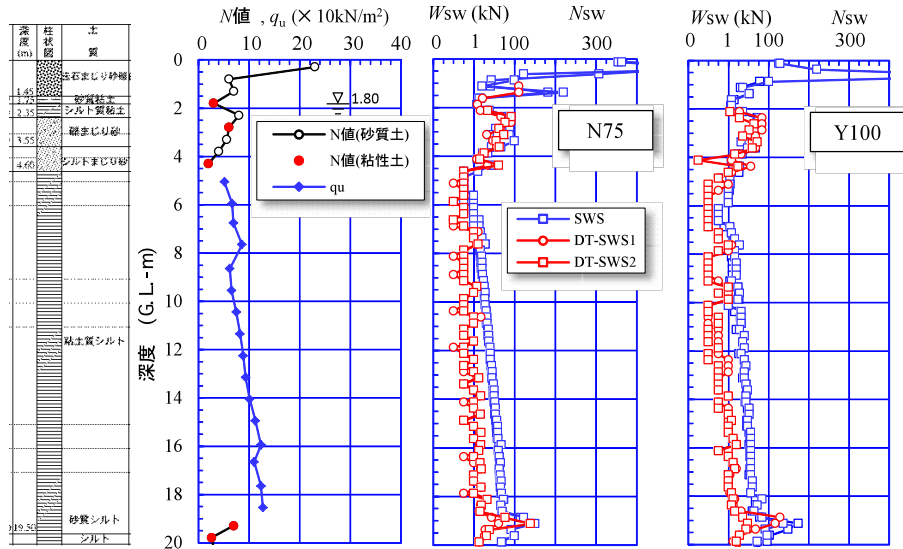 深度(m) 柱状図 土質
玉石まじり砂礫
1.45
砂質粘土
1.75
シルト質粘土
2.35
礫まじり砂
3.55
シルトまじり砂
4.60
粘土質シルト
砂質シルト
19.50
シルト
N値 , qu (× 10kN/m²)
0 10 20 30 40
深度 (G.L.-m)
0
2
4
6
8
10
12
14
16
18
20
1.80
N値(砂質土)
N値(粘性土)
qu
Wsw (kN) Nsw
0 1 0 100 300
N75
SWS
DT-SWS1
DT-SWS2
Wsw (kN) Nsw
0 1 0 100 300
Y100